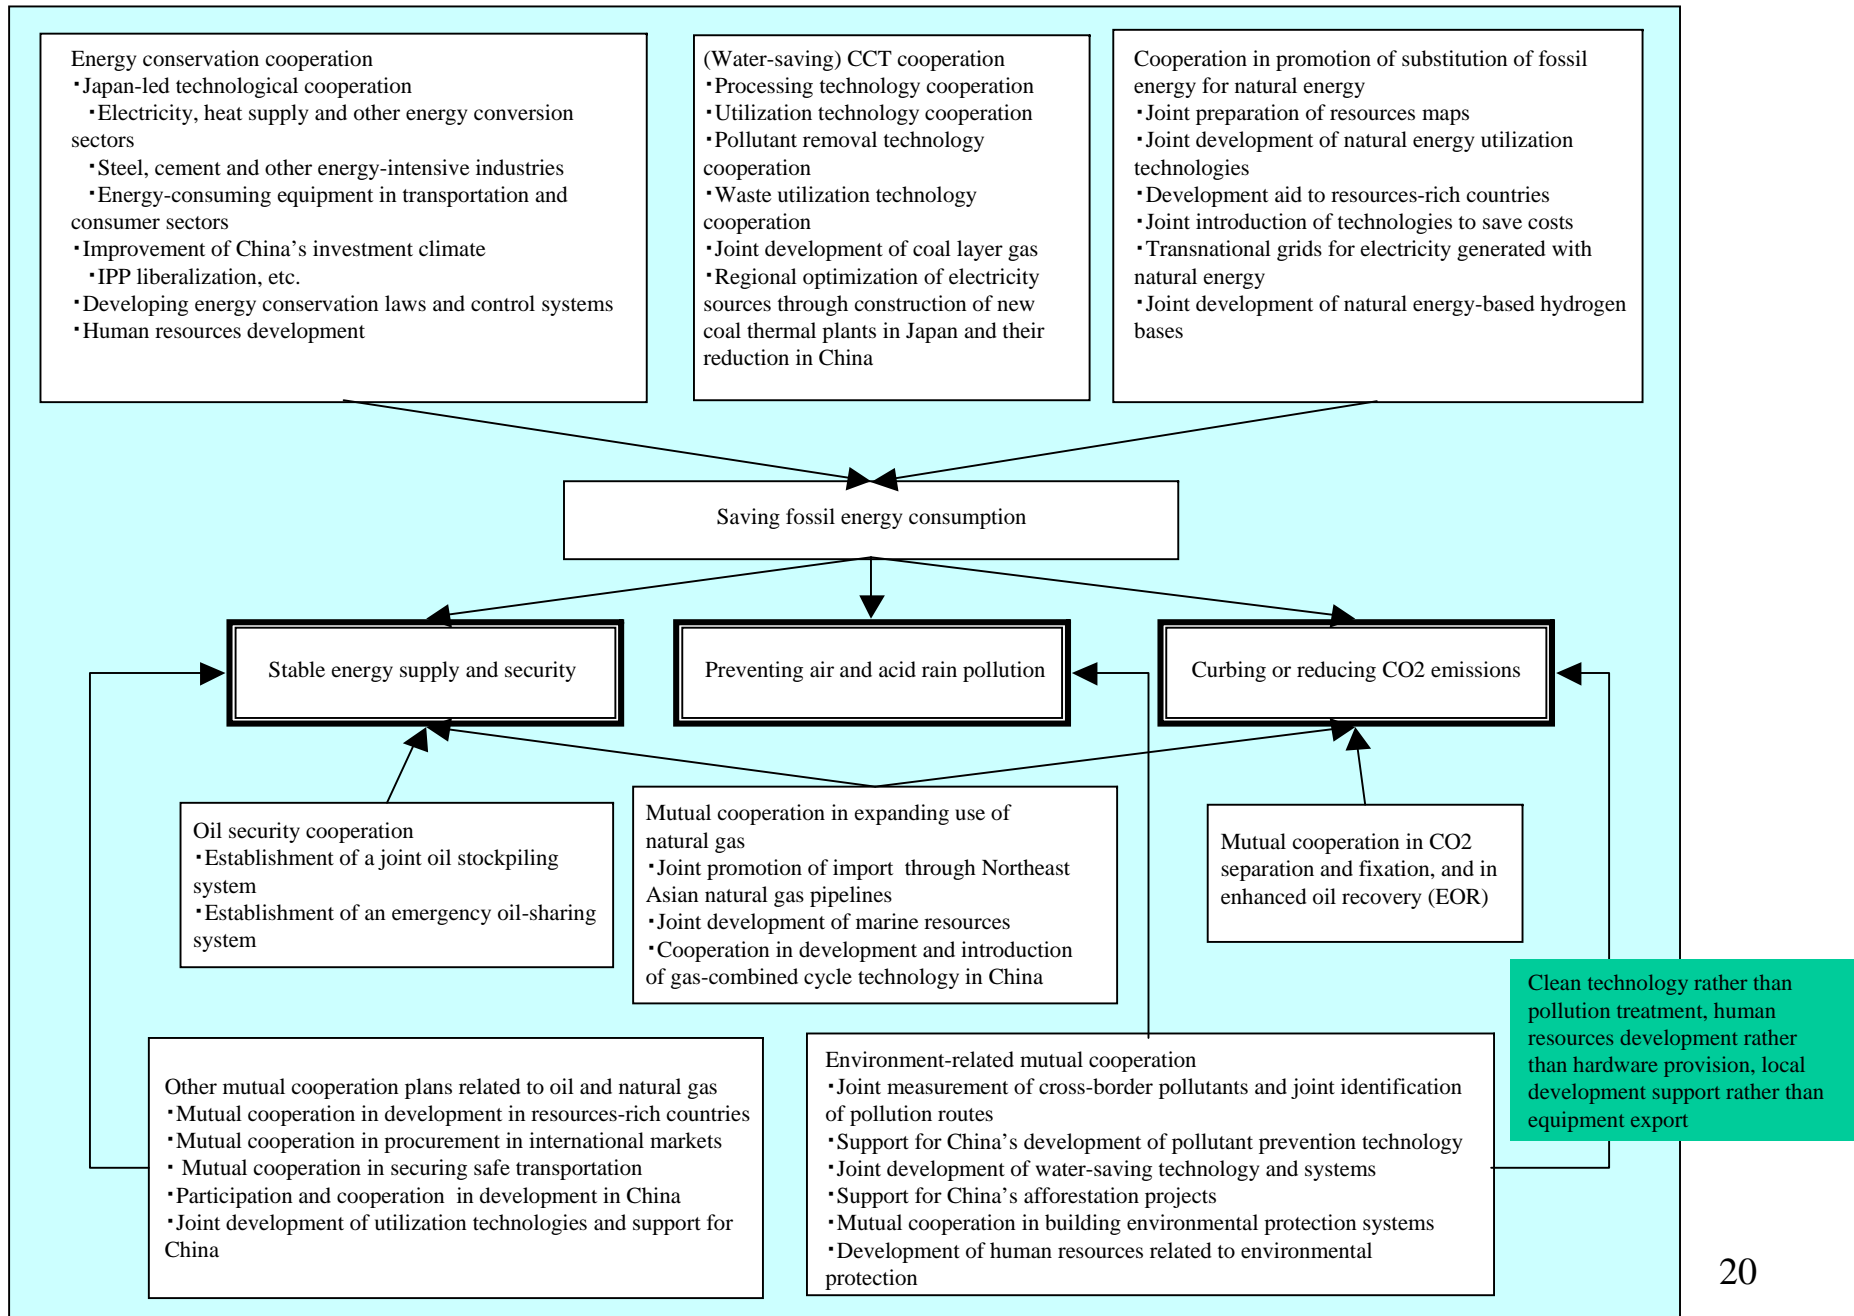 Energy conservation cooperation
・Japan-led technological cooperation
・Electricity, heat supply and other energy conversion
sectors
・Steel, cement and other energy-intensive industries
・Energy-consuming equipment in transportation and
consumer sectors
・Improvement of China’s investment climate
・IPP liberalization, etc.
・Developing energy conservation laws and control systems
・Human resources development
(Water-saving) CCT cooperation
・Processing technology cooperation
・Utilization technology cooperation
・Pollutant removal technology
cooperation
・Waste utilization technology
cooperation
・Joint development of coal layer gas
・Regional optimization of electricity
sources through construction of new
coal thermal plants in Japan and their
reduction in China
Cooperation in promotion of substitution of fossil
energy for natural energy
・Joint preparation of resources maps
・Joint development of natural energy utilization
technologies
・Development aid to resources-rich countries
・Joint introduction of technologies to save costs
・Transnational grids for electricity generated with
natural energy
・Joint development of natural energy-based hydrogen
bases
Saving fossil energy consumption
Stable energy supply and security
Preventing air and acid rain pollution
Curbing or reducing CO2 emissions
Oil security cooperation
・Establishment of a joint oil stockpiling
system
・Establishment of an emergency oil-sharing
system
Mutual cooperation in expanding use of
natural gas
・Joint promotion of import through Northeast
Asian natural gas pipelines
・Joint development of marine resources
・Cooperation in development and introduction
of gas-combined cycle technology in China
Mutual cooperation in CO2
separation and fixation, and in
enhanced oil recovery (EOR)
Clean technology rather than
pollution treatment, human
resources development rather
than hardware provision, local
development support rather than
equipment export
Other mutual cooperation plans related to oil and natural gas
・Mutual cooperation in development in resources-rich countries
・Mutual cooperation in procurement in international markets
・Mutual cooperation in securing safe transportation
・Participation and cooperation in development in China
・Joint development of utilization technologies and support for
China
Environment-related mutual cooperation
・Joint measurement of cross-border pollutants and joint identification
of pollution routes
・Support for China’s development of pollutant prevention technology
・Joint development of water-saving technology and systems
・Support for China’s afforestation projects
・Mutual cooperation in building environmental protection systems
・Development of human resources related to environmental
protection
20